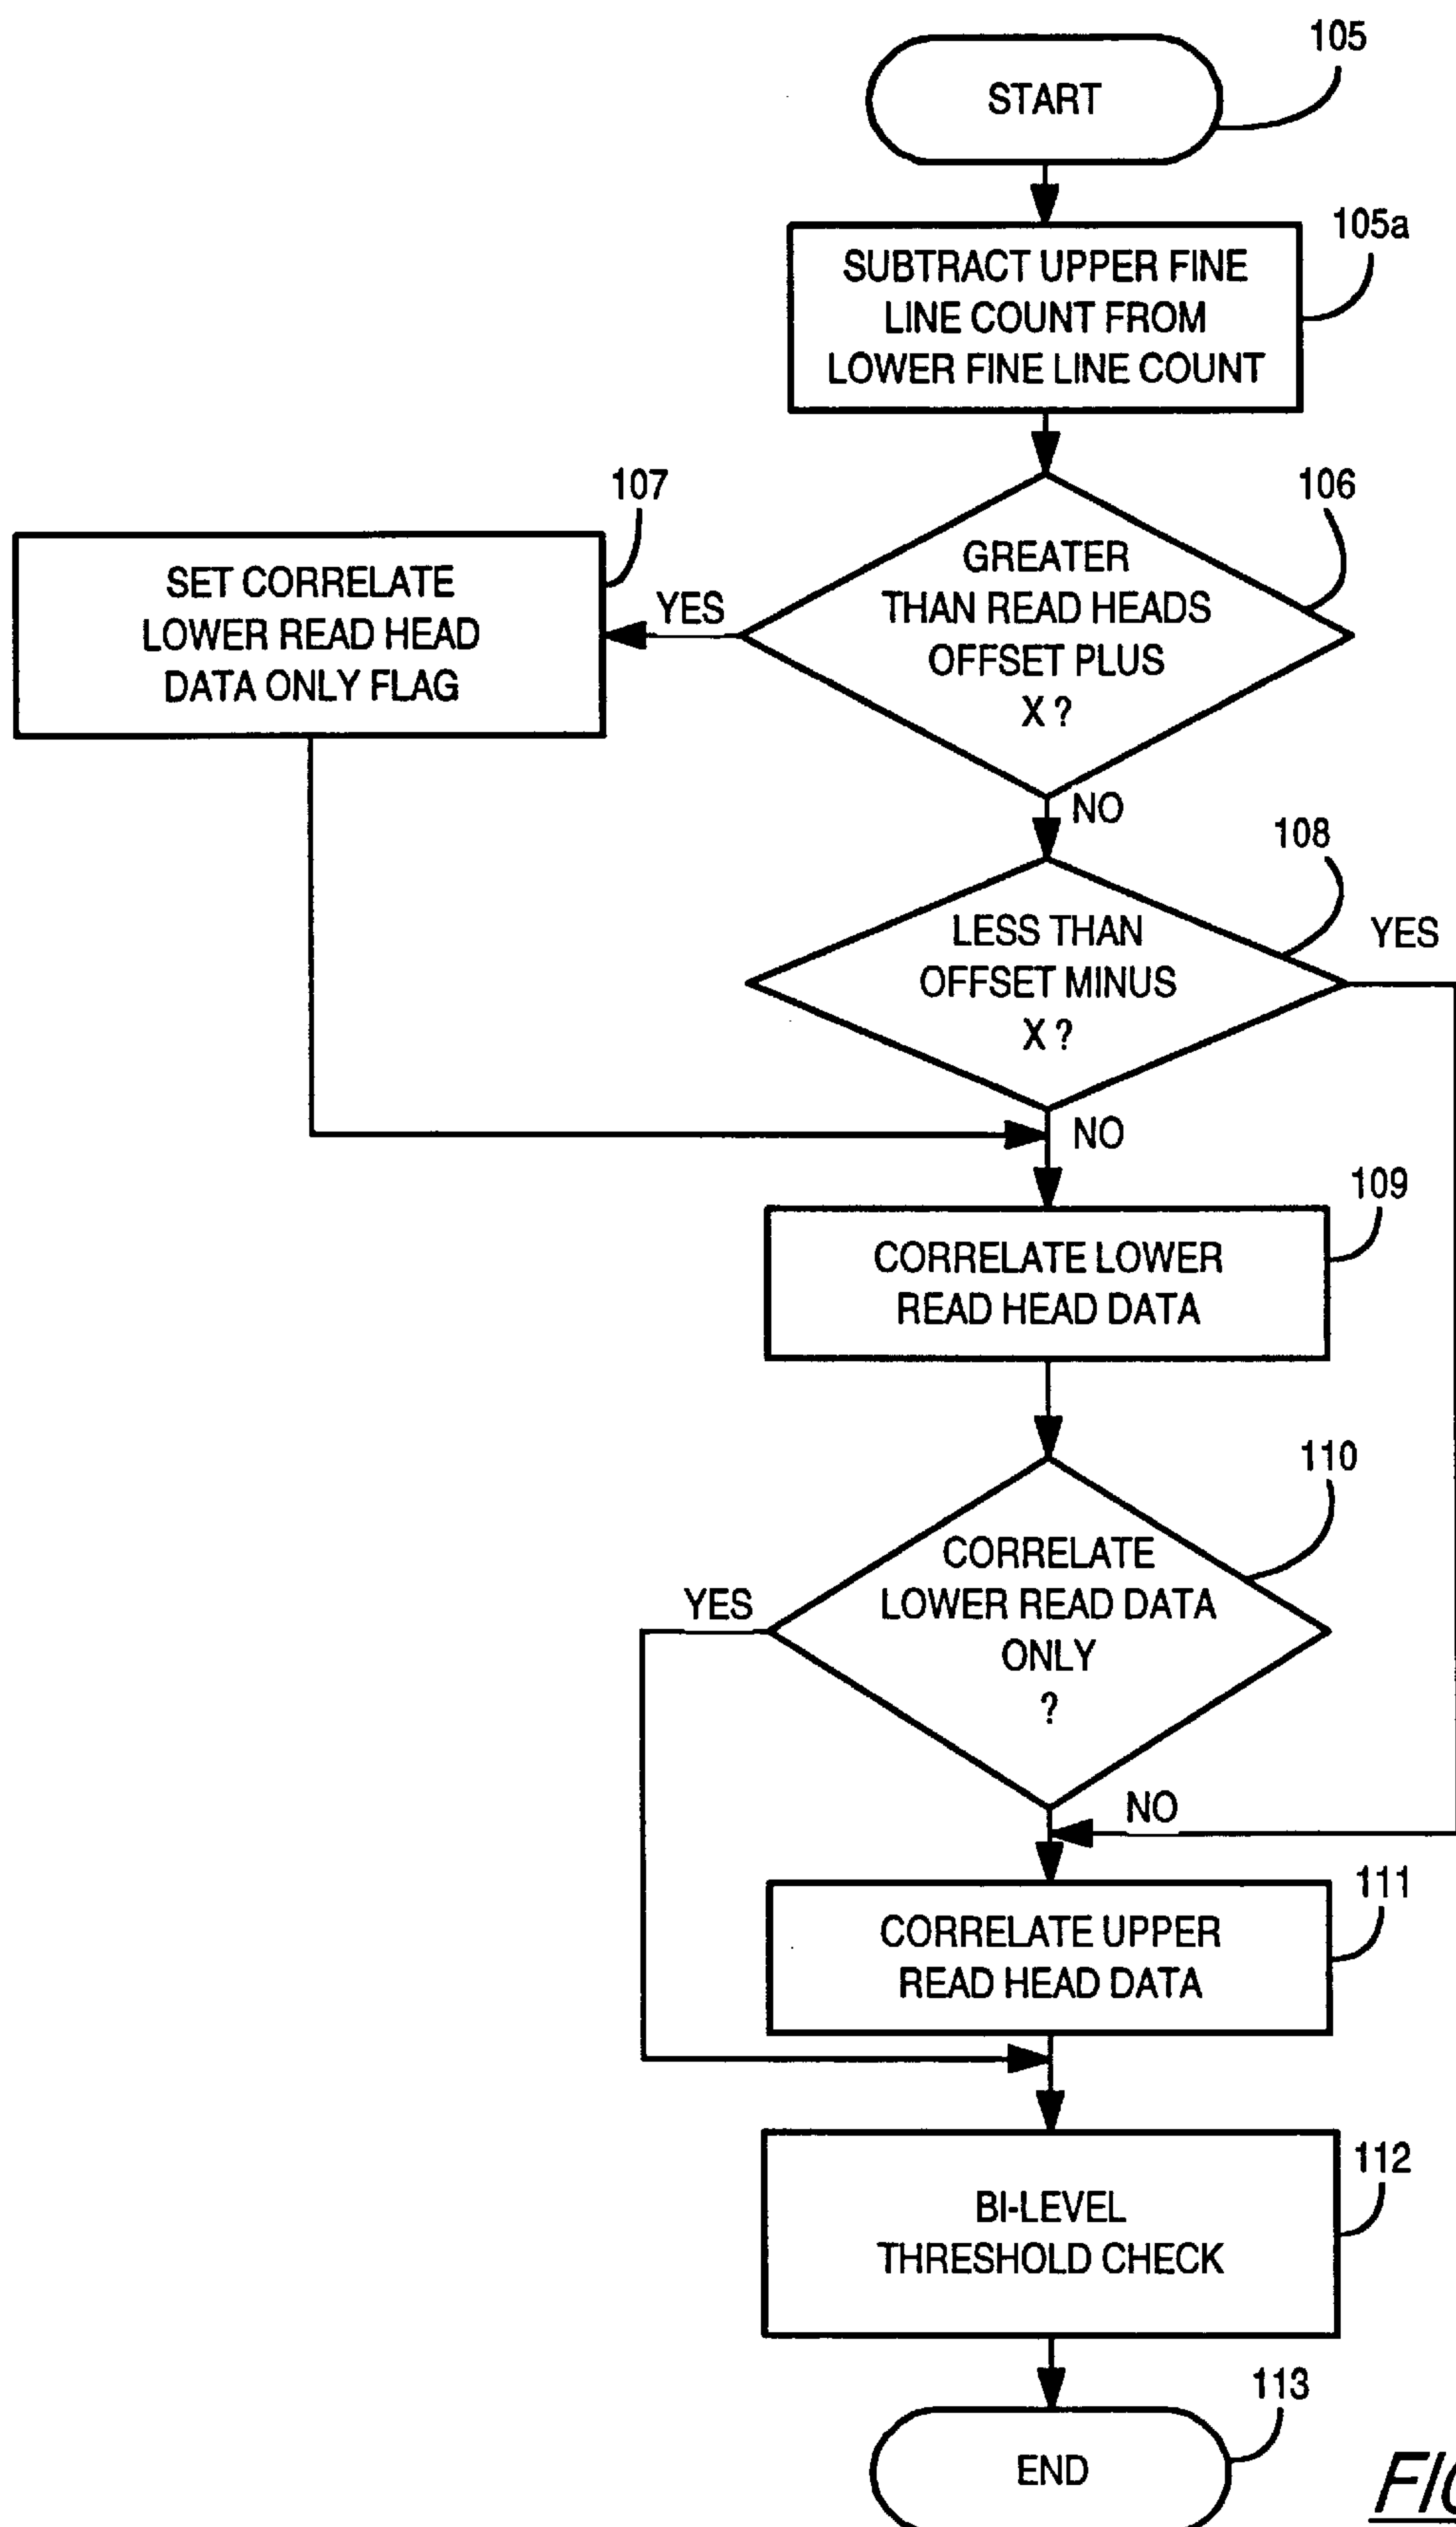 105
START
105a
SUBTRACT UPPER FINE
LINE COUNT FROM
LOWER FINE LINE COUNT
107
106
SET CORRELATE
LOWER READ HEAD
DATA ONLY FLAG
YES
GREATER
THAN READ HEADS
OFFSET PLUS
X ?
NO
108
LESS THAN
OFFSET MINUS
X ?
YES
NO
109
CORRELATE LOWER
READ HEAD DATA
110
CORRELATE
LOWER READ DATA
ONLY
?
YES
NO
111
CORRELATE UPPER
READ HEAD DATA
112
BI-LEVEL
THRESHOLD CHECK
113
END